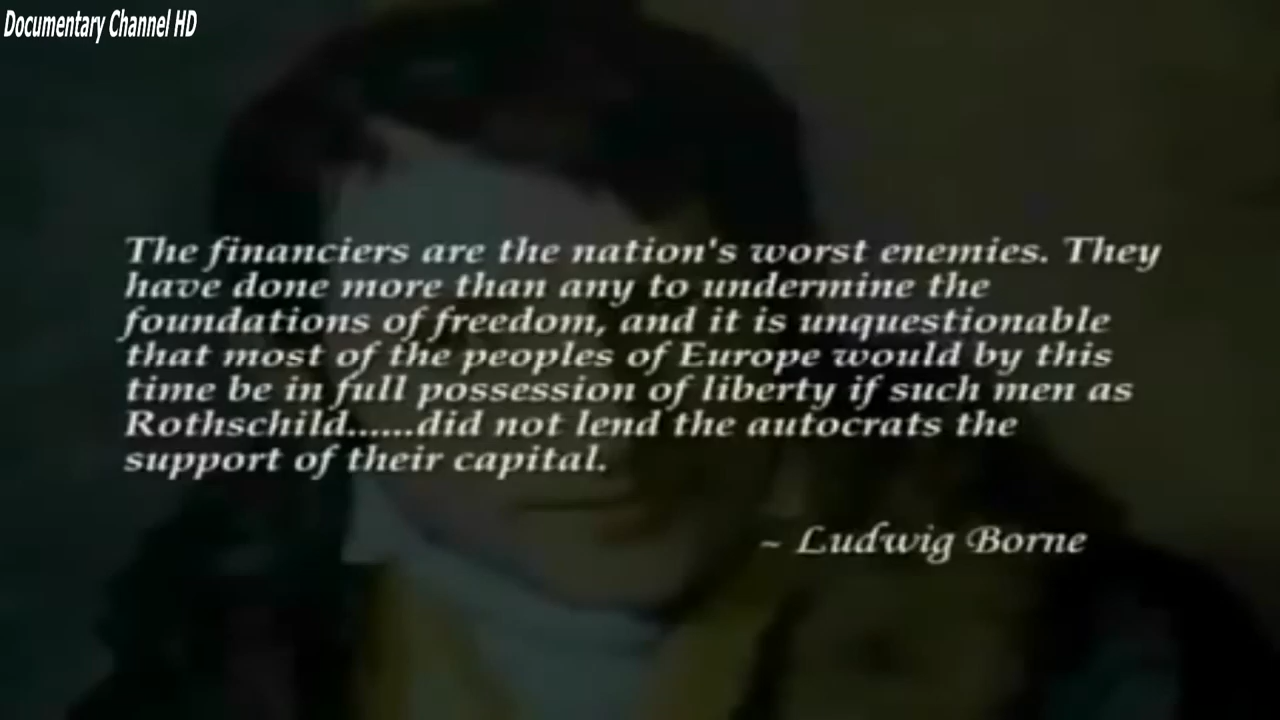 Documentary Channel HD
The financiers are the nation's worst enemies. They
have done more than any to undermine the
foundations of freedom, and it is unquestionable
that most of the peoples of Europe would by this
time be in full possession of liberty if such men as
Rothschild......did not lend the autocrats the
support of their capital.
~ Ludwig Borne